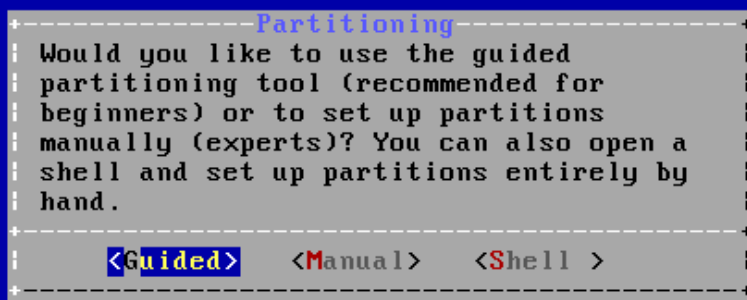 Partitioning
Would you like to use the guided
partitioning tool (recommended for
beginners) or to set up partitions
manually (experts)? You can also open a
shell and set up partitions entirely by
hand.
<Guided> <Manual> <Shell >